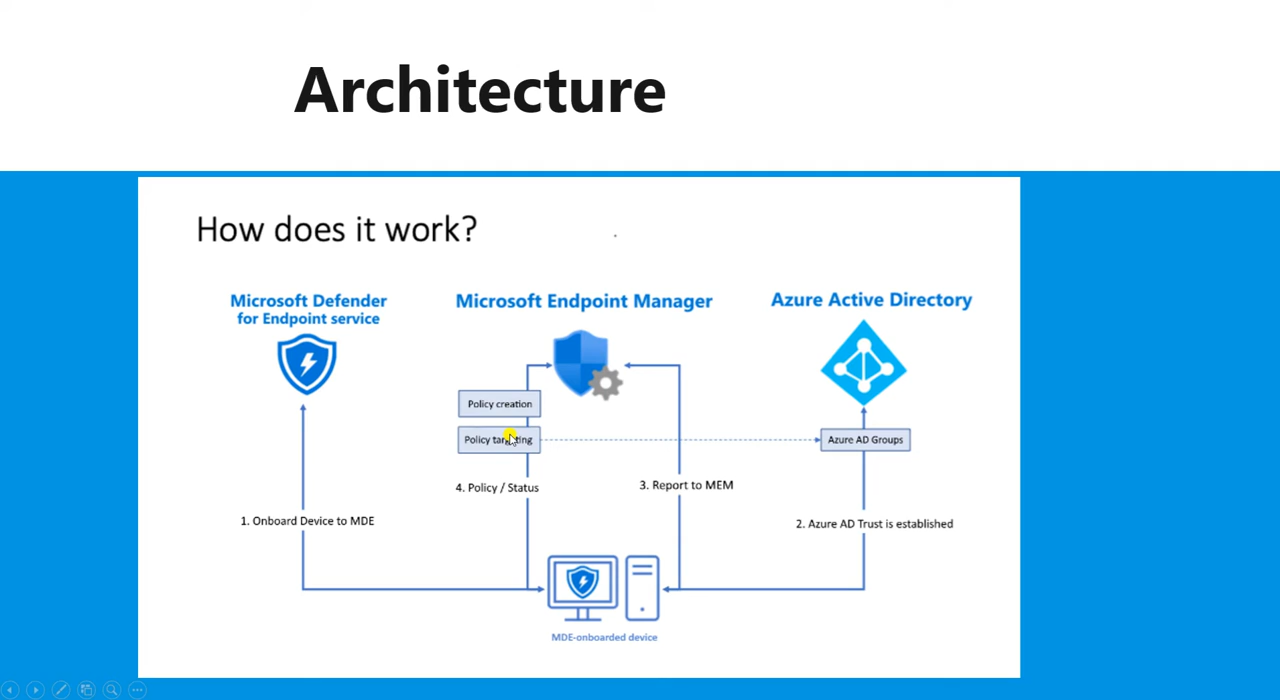 Architecture
How does it work?
Microsoft Defender
for Endpoint service
Microsoft Endpoint Manager
Azure Active Directory
Policy creation
Policy targeting
Azure AD Groups
4. Policy / Status
3. Report to MEM
1. Onboard Device to MDE
2. Azure AD Trust is established
MDE-onboarded device